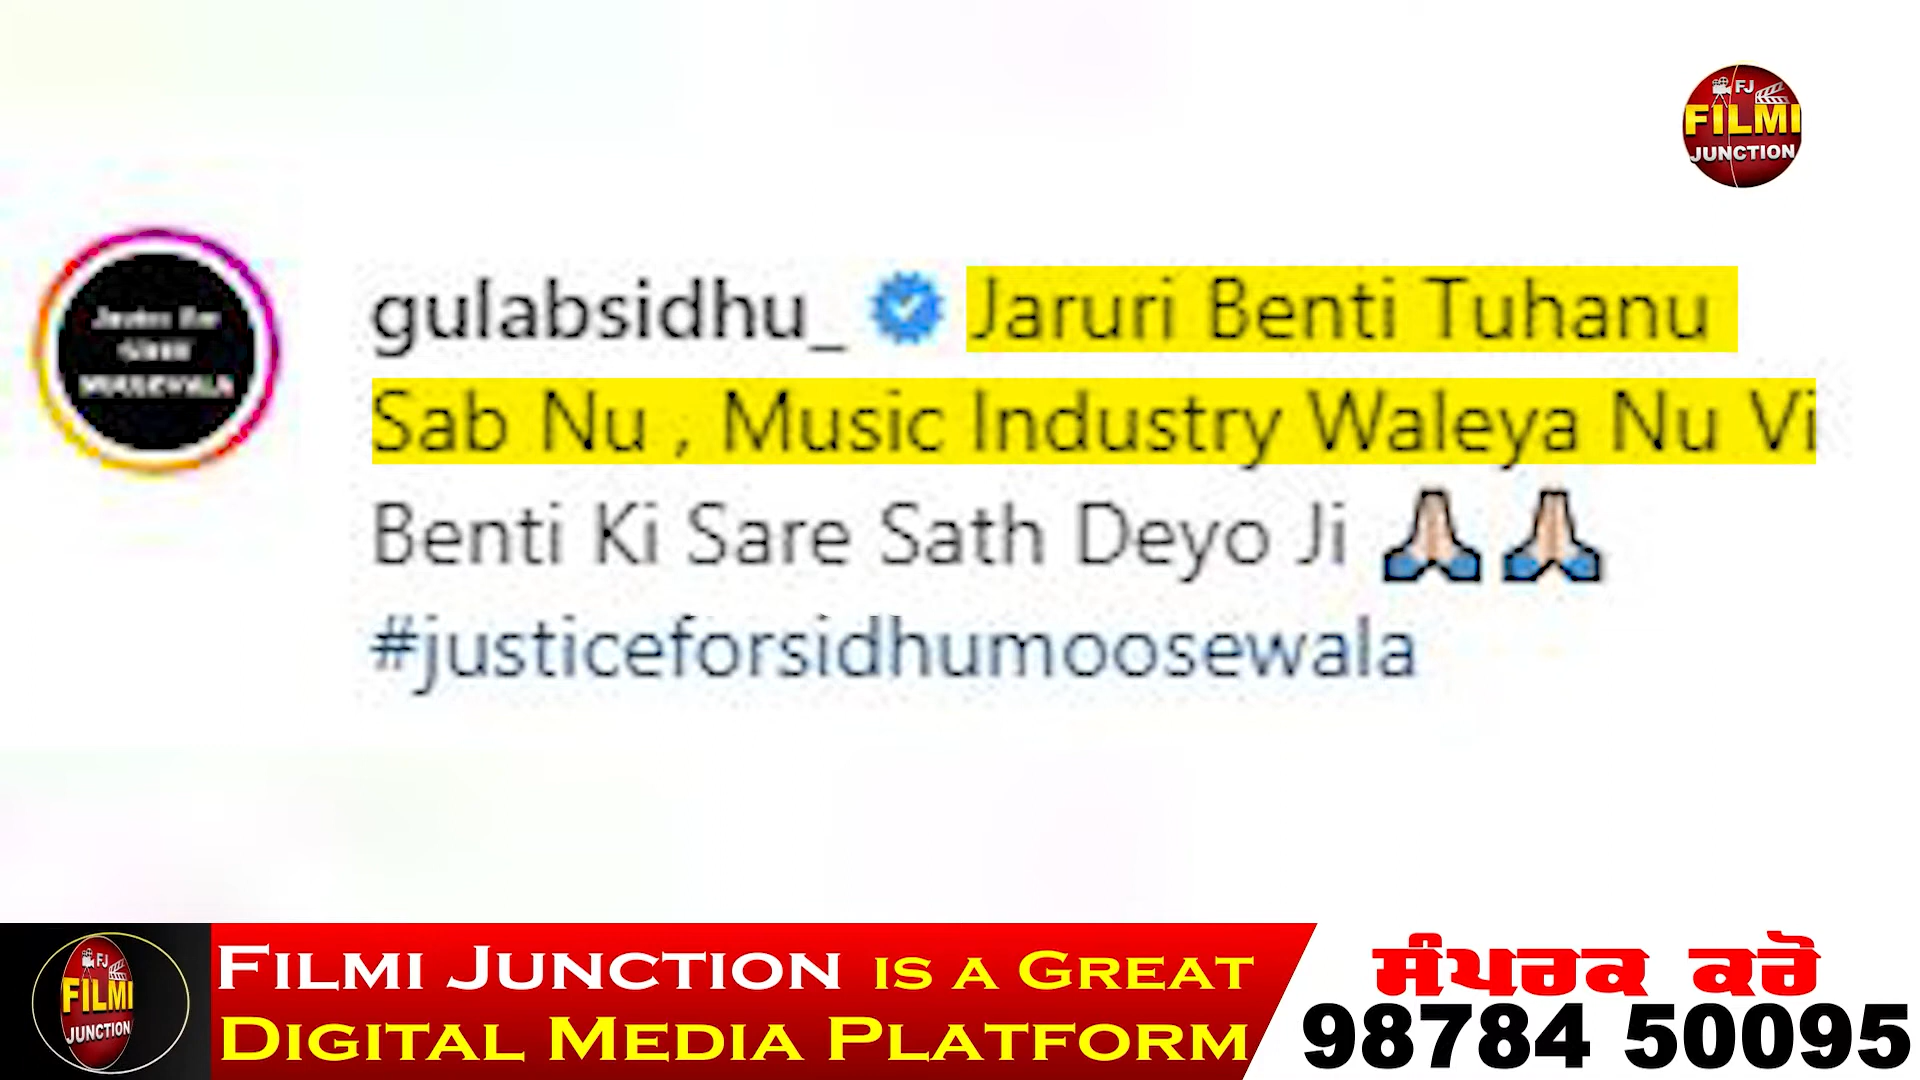 FJ
FILMI
JUNCTION
gulabsidhu_ Jaruri Benti Tuhanu
Sab Nu , Music Industry Waleya Nu Vi
Benti Ki Sare Sath Deyo Ji 🙏🙏
#justiceforsidhumoosewala
MOOSEWALA
FJ
FILMI
JUNCTION
FILMI JUNCTION IS A GREAT
DIGITAL MEDIA PLATFORM
ਸੰਪਰਕ ਕਰੋ
98784 50095